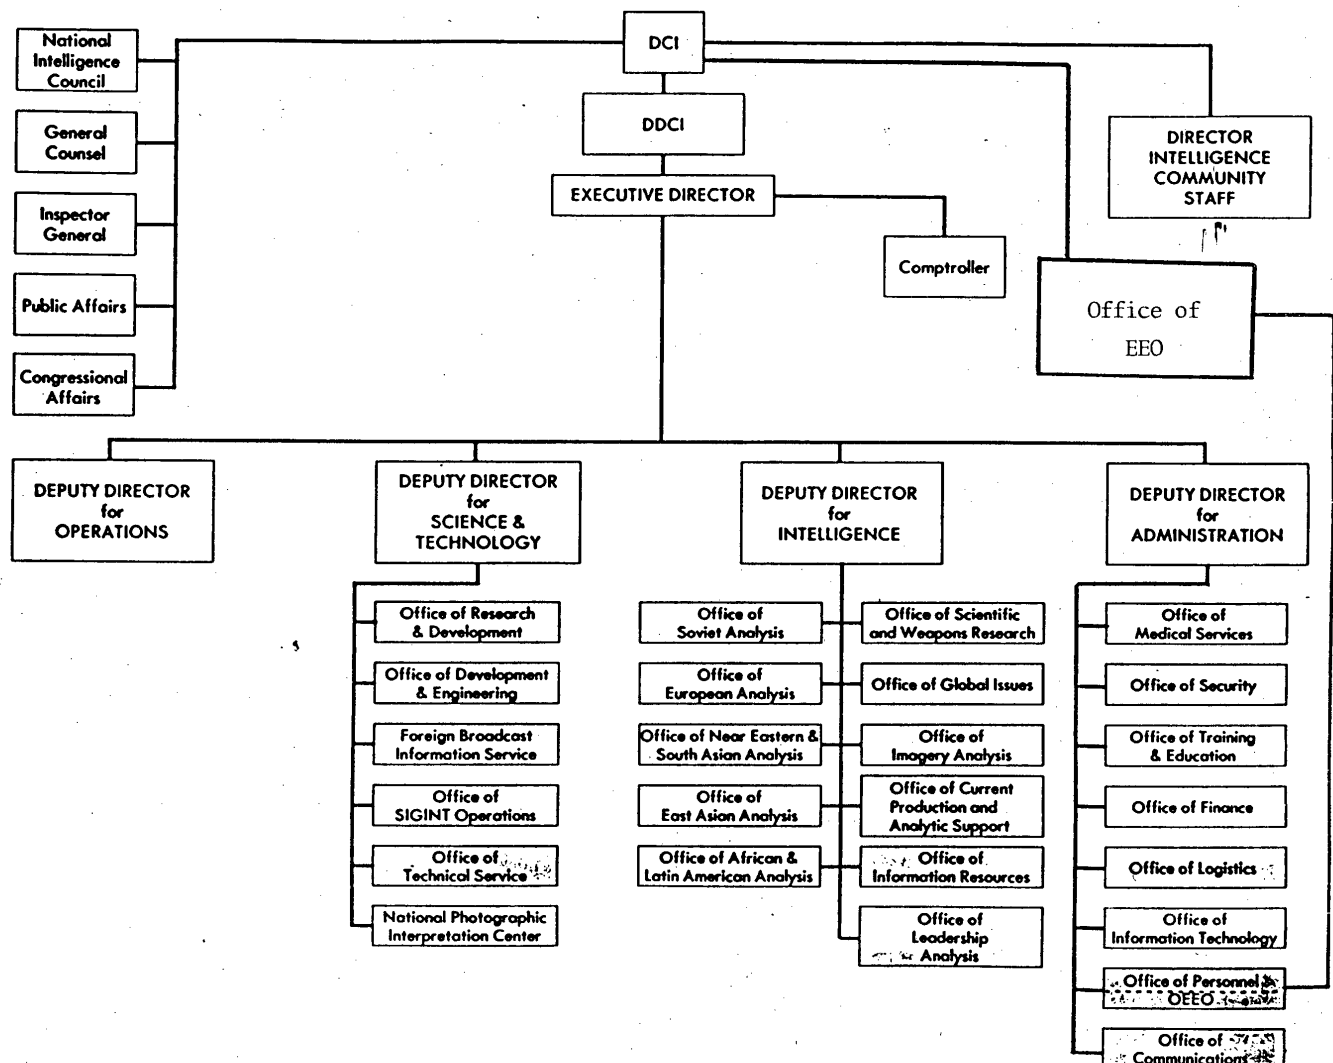 DCI
National
Intelligence
Council
General
Counsel
Inspector
General
Public Affairs
Congressional
Affairs
DDCI
EXECUTIVE DIRECTOR
Comptroller
DIRECTOR
INTELLIGENCE
COMMUNITY
STAFF
Office of
EEO
DEPUTY DIRECTOR
for
OPERATIONS
DEPUTY DIRECTOR
for
SCIENCE &
TECHNOLOGY
DEPUTY DIRECTOR
for
INTELLIGENCE
DEPUTY DIRECTOR
for
ADMINISTRATION
Office of Research
& Development
Office of Development
& Engineering
Foreign Broadcast
Information Service
Office of
SIGINT Operations
Office of
Technical Service
National Photographic
Interpretation Center
Office of
Soviet Analysis
Office of
European Analysis
Office of Near Eastern &
South Asian Analysis
Office of
East Asian Analysis
Office of African &
Latin American Analysis
Office of Scientific
and Weapons Research
Office of Global Issues
Office of
Imagery Analysis
Office of Current
Production and
Analytic Support
Office of
Information Resources
Office of
Leadership
Analysis
Office of
Medical Services
Office of Security
Office of Training
& Education
Office of Finance
Office of Logistics
Office of
Information Technology
Office of Personnel &
OEEO
Office of
Communications